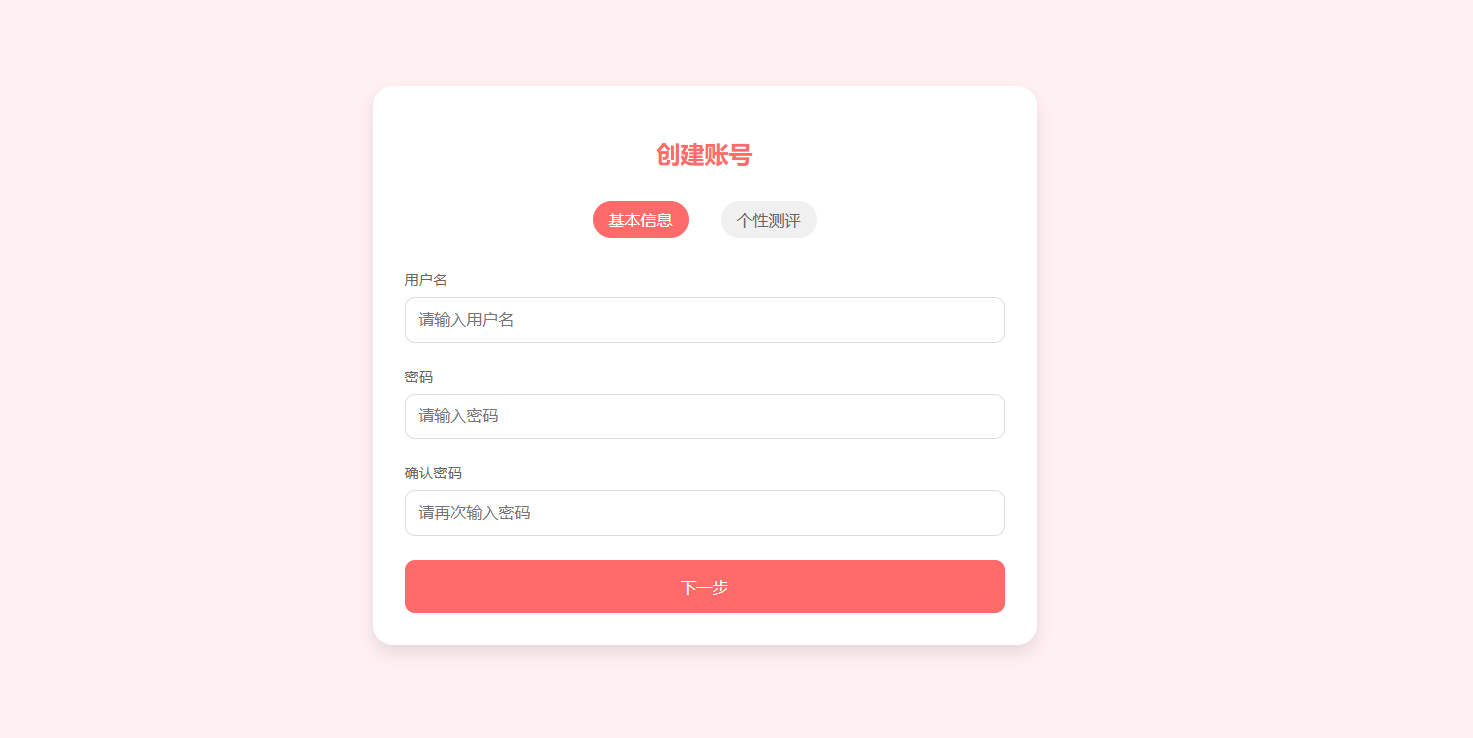 创建账号
基本信息 个性测评
用户名
请输入用户名
密码
请输入密码
确认密码
请再次输入密码
下一步